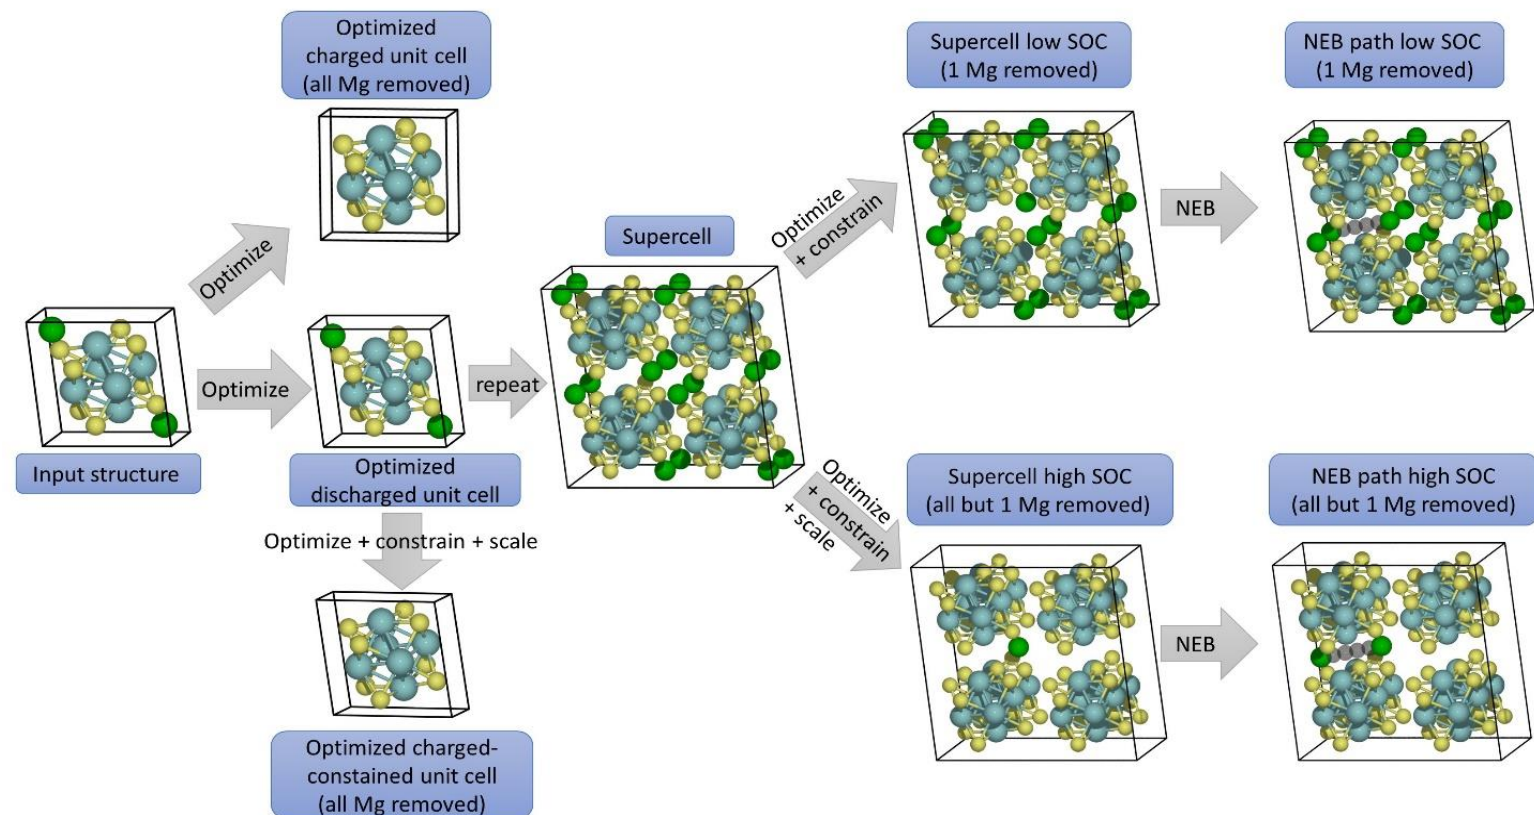 Optimized
charged unit cell
(all Mg removed)
Supercell low SOC
(1 Mg removed)
NEB path low SOC
(1 Mg removed)
Optimize
Optimize
+ constrain
NEB
Supercell
Optimize
repeat
Input structure
Optimized
discharged unit cell
Optimize + constrain + scale
Optimize
+ constrain
+ scale
Supercell high SOC
(all but 1 Mg removed)
NEB path high SOC
(all but 1 Mg removed)
NEB
Optimized charged-
constained unit cell
(all Mg removed)